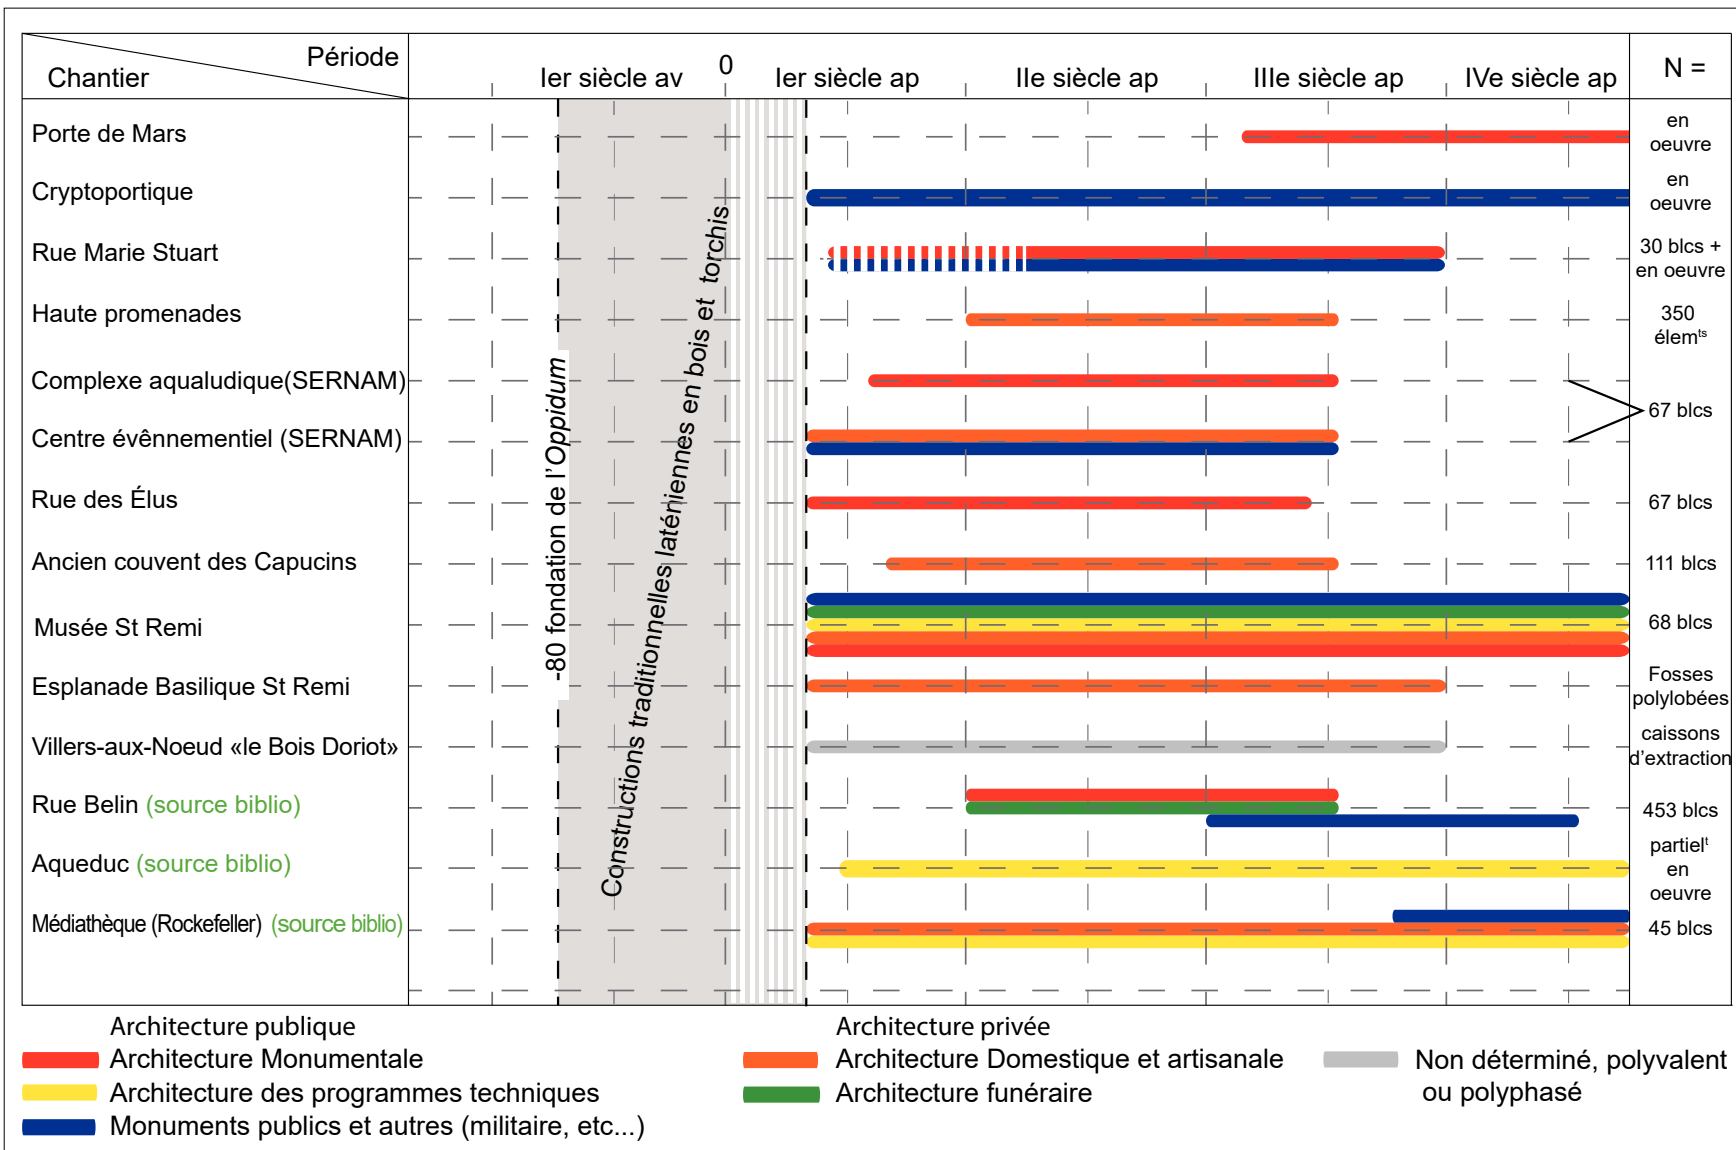 Période
Chantier
Ier siècle av
0
Ier siècle ap
IIe siècle ap
IIIe siècle ap
IVe siècle ap
N =
Porte de Mars
en
oeuvre
Cryptoportique
en
oeuvre
Rue Marie Stuart
30 blcs +
en oeuvre
Haute promenades
350
élemts
Complexe aqualudique(SERNAM)
67 blcs
Centre évênnementiel (SERNAM)
Rue des Élus
67 blcs
Ancien couvent des Capucins
111 blcs
Musée St Remi
68 blcs
Esplanade Basilique St Remi
Fosses
polylobées
Villers-aux-Noeud «le Bois Doriot»
caissons
d'extraction
Rue Belin (source biblio)
453 blcs
Aqueduc (source biblio)
partielt
en
oeuvre
Médiathèque (Rockefeller) (source biblio)
45 blcs
-80 fondation de l'Oppidum
Constructions traditionnelles laténiennes en bois et torchis
Architecture publique
Architecture Monumentale
Architecture des programmes techniques
Monuments publics et autres (militaire, etc...)
Architecture privée
Architecture Domestique et artisanale
Architecture funéraire
Non déterminé, polyvalent
ou polyphasé